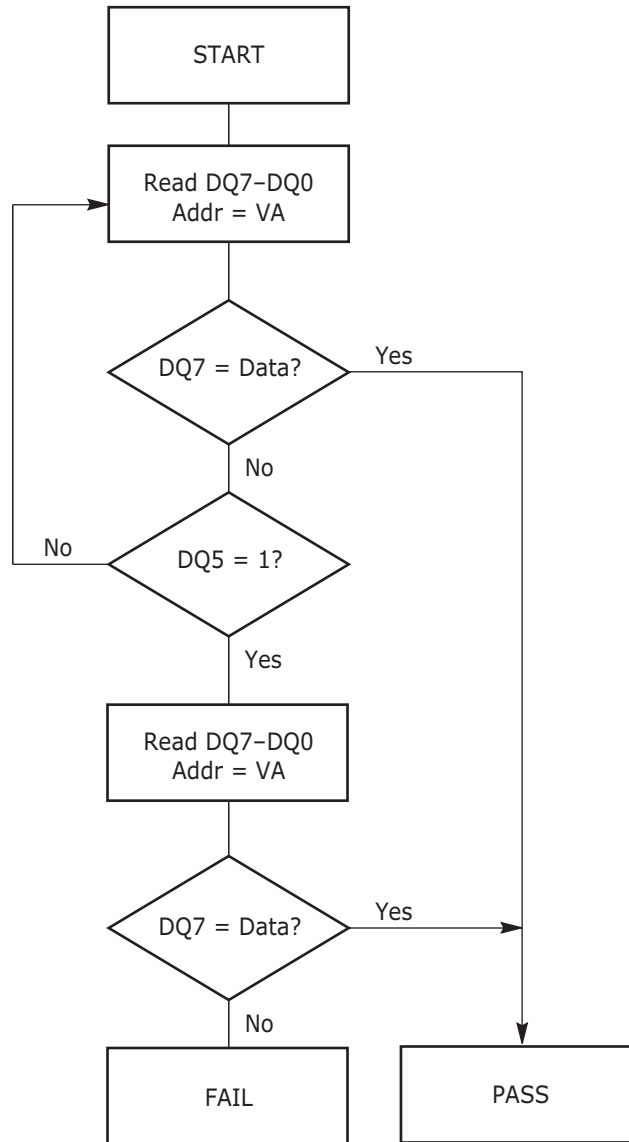 START
Read DQ7–DQ0
Addr = VA
DQ7 = Data?
Yes
No
No
DQ5 = 1?
Yes
Read DQ7–DQ0
Addr = VA
DQ7 = Data?
Yes
No
FAIL
PASS